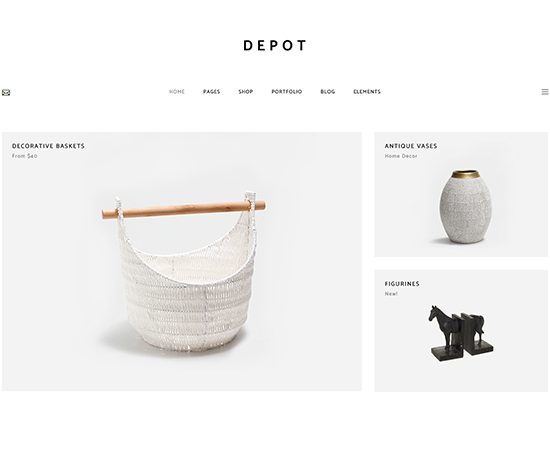 DEPOT
HOME PAGES SHOP PORTFOLIO BLOG ELEMENTS
DECORATIVE BASKETS
From $40
ANTIQUE VASES
Home Decor
FIGURINES
New!